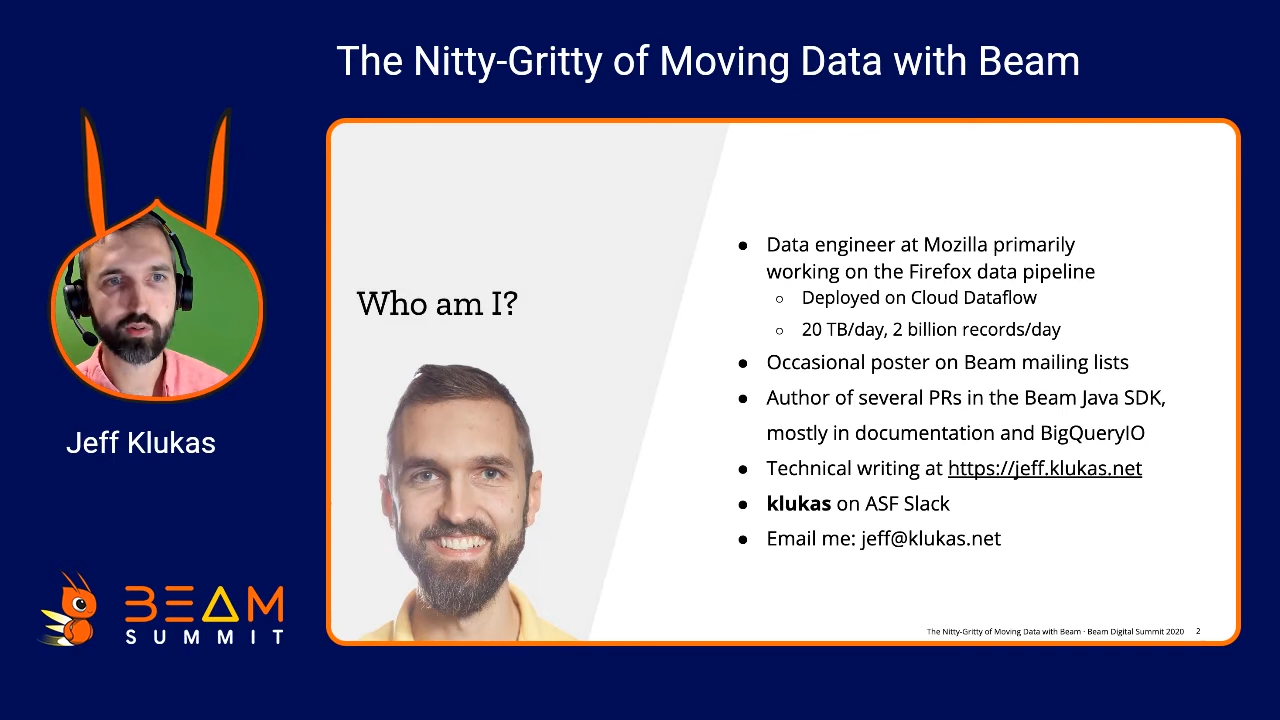 The Nitty-Gritty of Moving Data with Beam
Jeff Klukas
BEAM
SUMMIT
Who am I?
● Data engineer at Mozilla primarily
working on the Firefox data pipeline
○ Deployed on Cloud Dataflow
○ 20 TB/day, 2 billion records/day
● Occasional poster on Beam mailing lists
● Author of several PRs in the Beam Java SDK,
mostly in documentation and BigQueryIO
● Technical writing at https://jeff.klukas.net
● klukas on ASF Slack
● Email me: jeff@klukas.net
The Nitty-Gritty of Moving Data with Beam · Beam Digital Summit 2020 2